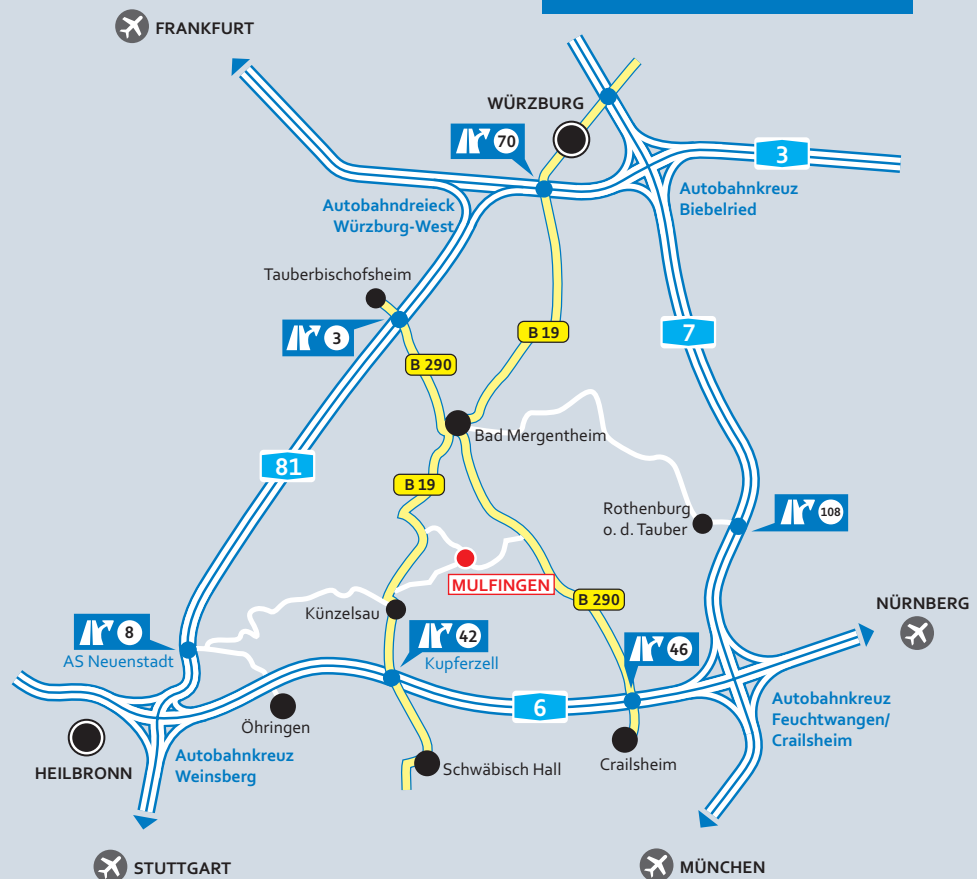 FRANKFURT
WÜRZBURG
70
3
Autobahndreieck
Würzburg-West
Autobahnkreuz
Biebelried
Tauberbischofsheim
3
B 19
7
B 290
Bad Mergentheim
81
B 19
Rothenburg
o. d. Tauber
108
MULFINGEN
B 290
Künzelsau
NÜRNBERG
8
AS Neuenstadt
42
Kupferzell
46
6
Autobahnkreuz
Feuchtwangen/
Crailsheim
Öhringen
HEILBRONN
Autobahnkreuz
Weinsberg
Schwäbisch Hall
Crailsheim
STUTTGART
MÜNCHEN